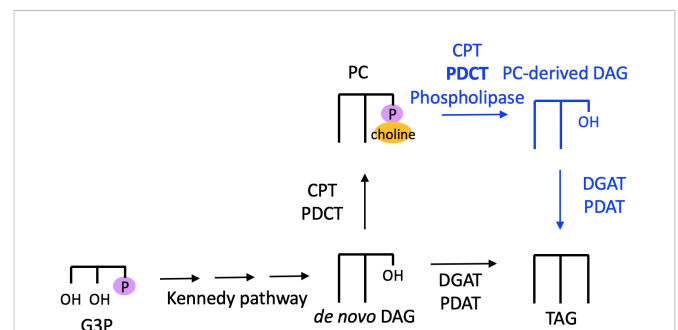 CPT
PDCT
Phospholipase
PC
PC-derived DAG
P
choline
OH
CPT
PDCT
DGAT
PDAT
OH OH P
G3P
Kennedy pathway
OH
de novo DAG
DGAT
PDAT
TAG